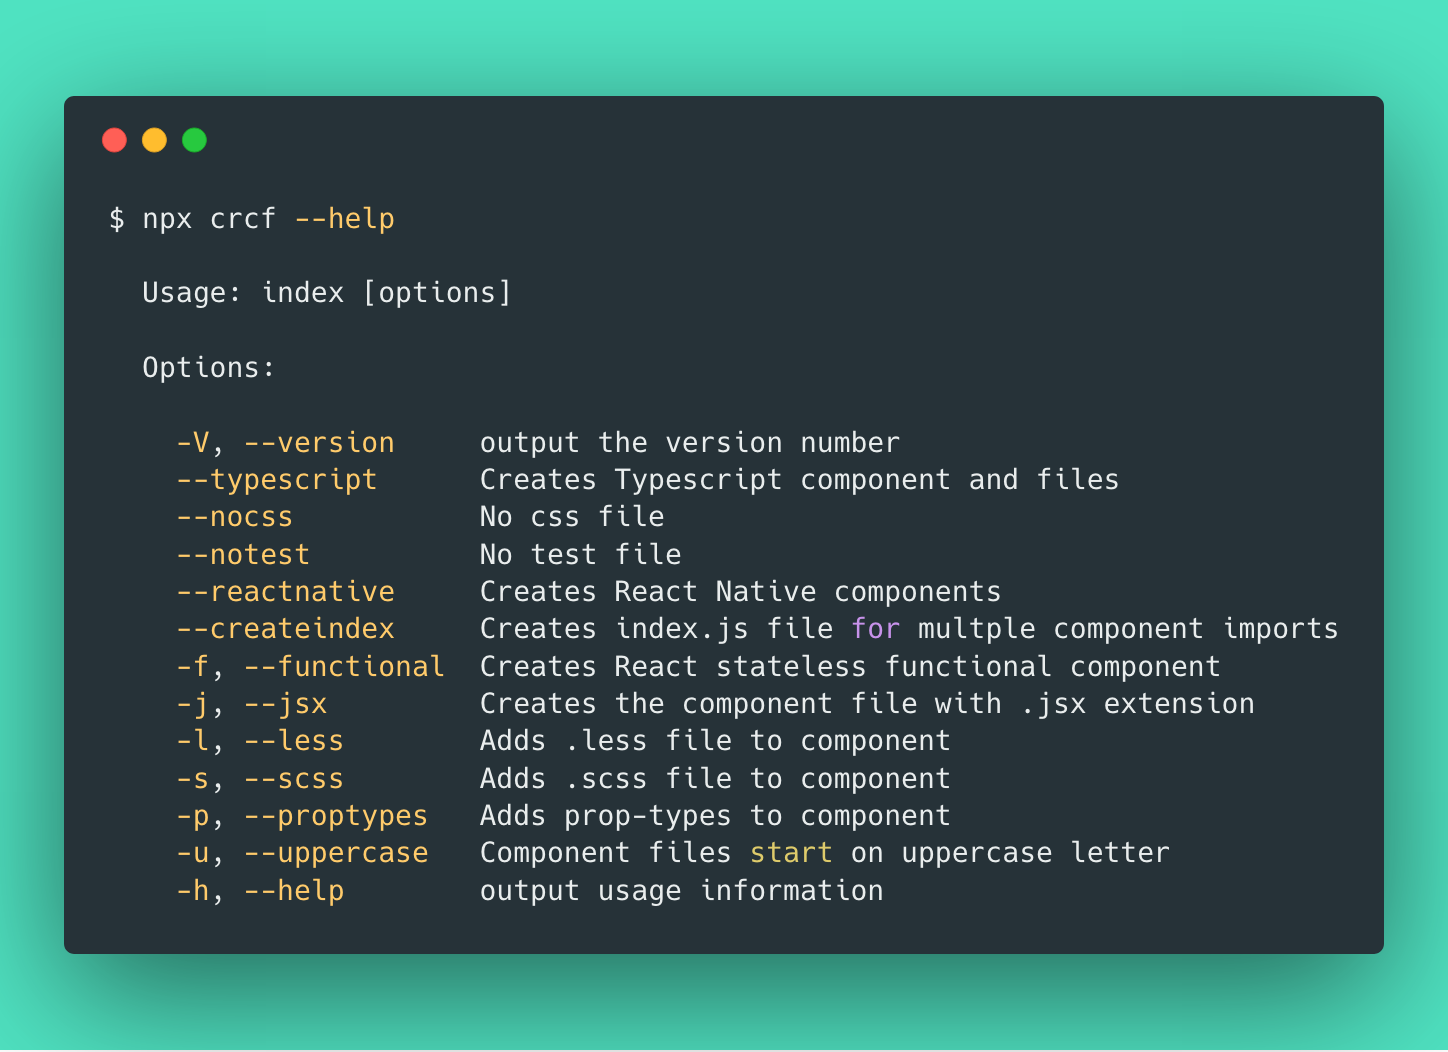 $ npx crcf --help
Usage: index [options]
Options:
-V, --version     output the version number
--typescript      Creates Typescript component and files
--nocss           No css file
--notest          No test file
--reactnative     Creates React Native components
--createindex     Creates index.js file for multple component imports
-f, --functional  Creates React stateless functional component
-j, --jsx         Creates the component file with .jsx extension
-l, --less        Adds .less file to component
-s, --scss        Adds .scss file to component
-p, --proptypes   Adds prop-types to component
-u, --uppercase   Component files start on uppercase letter
-h, --help        output usage information